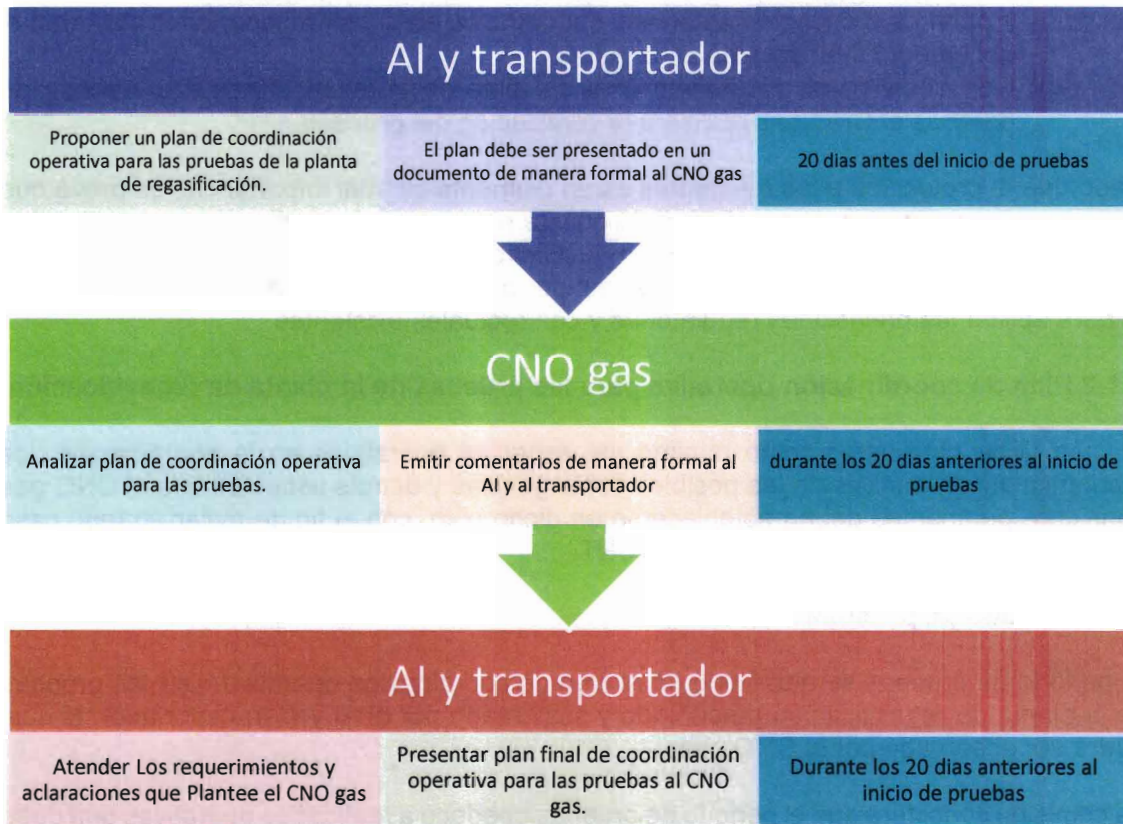 AI y transportador
Proponer un plan de coordinación
operativa para las pruebas de la planta
de regasificación.
El plan debe ser presentado en un
documento de manera formal al CNO gas
20 dias antes del inicio de pruebas
CNO gas
Analizar plan de coordinación operativa
para las pruebas.
Emitir comentarios de manera formal al
AI y al transportador
durante los 20 dias anteriores al inicio de
pruebas
AI y transportador
Atender Los requerimientos y
aclaraciones que Plantee el CNO gas
Presentar plan final de coordinación
operativa para las pruebas al CNO
gas.
Durante los 20 dias anteriores al
inicio de pruebas